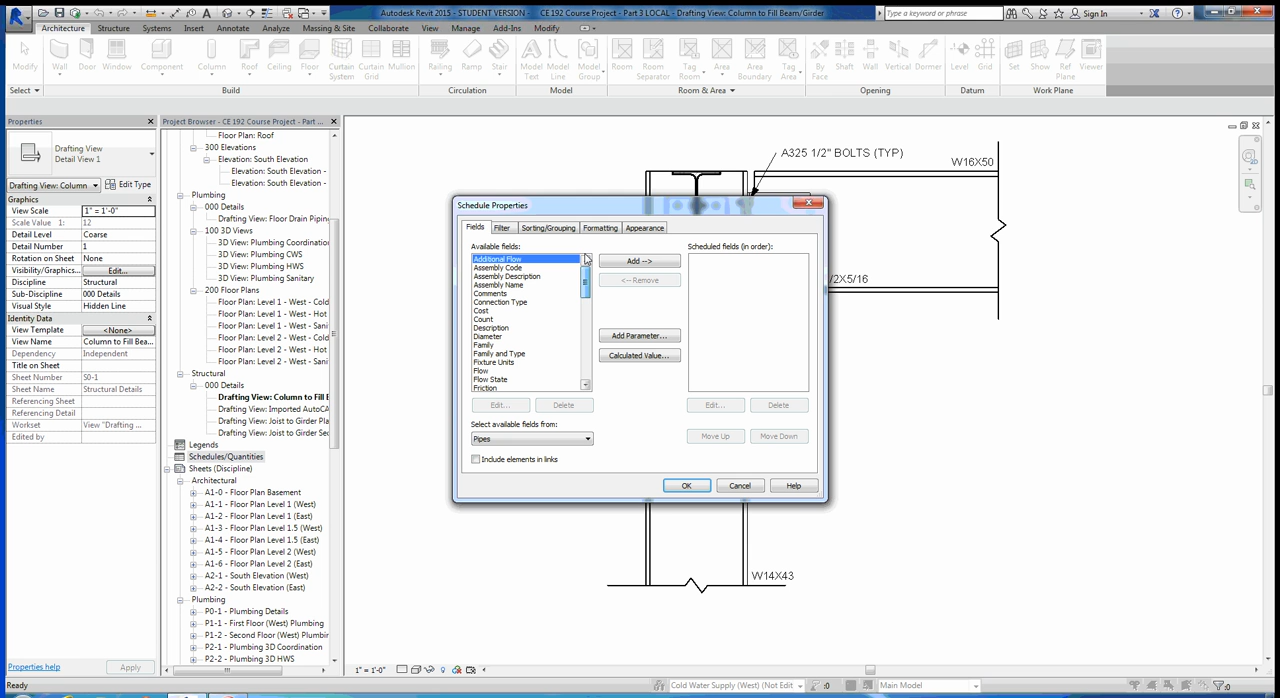 Autodesk Revit 2015 - STUDENT VERSION -    CE 192 Course Project - Part 3 LOCAL - Drafting View: Column to Fill Beam/Girder
Type a keyword or phrase
Sign In
Architecture Structure Systems Insert Annotate Analyze Massing & Site Collaborate View Manage Add-Ins Modify
Modify Wall Door Window Component Column Roof Ceiling Floor Curtain System Curtain Grid Mullion Railing Ramp Stair Model Text Model Line Model Group Room Room Separator Tag Room Area Area Boundary Tag Area By Face Shaft Wall Vertical Dormer Level Grid Set Show Ref Plane Viewer
Select Build Circulation Model Room & Area Opening Datum Work Plane
Properties
Drafting View
Detail View 1
Drafting View: Column
Edit Type
Graphics
View Scale 1" = 1'-0"
Scale Value 1: 12
Detail Level Coarse
Detail Number 1
Rotation on Sheet None
Visibility/Graphics... Edit...
Discipline Structural
Sub-Discipline 000 Details
Visual Style Hidden Line
Identity Data
View Template <None>
View Name Column to Fill Bea...
Dependency Independent
Title on Sheet
Sheet Number S0-1
Sheet Name Structural Details
Referencing Sheet
Referencing Detail
Workset View "Drafting ...
Edited by
Properties help
Apply
Project Browser - CE 192 Course Project - Part ...
Floor Plan: Roof
300 Elevations
Elevation: South Elevation
Elevation: South Elevation -
Elevation: South Elevation -
Plumbing
000 Details
Drafting View: Floor Drain Piping
100 3D Views
3D View: Plumbing Coordination
3D View: Plumbing CWS
3D View: Plumbing HWS
3D View: Plumbing Sanitary
200 Floor Plans
Floor Plan: Level 1 - West - Cold
Floor Plan: Level 1 - West - Hot
Floor Plan: Level 1 - West - Sani
Floor Plan: Level 2 - West - Cold
Floor Plan: Level 2 - West - Hot
Floor Plan: Level 2 - West - Sani
Structural
000 Details
Drafting View: Column to Fill B
Drafting View: Imported AutoCA
Drafting View: Joist to Girder Pl
Drafting View: Joist to Girder Sec
Legends
Schedules/Quantities
Sheets (Discipline)
Architectural
A1-0 - Floor Plan Basement
A1-1 - Floor Plan Level 1 (West)
A1-2 - Floor Plan Level 1 (East)
A1-3 - Floor Plan Level 1.5 (West)
A1-4 - Floor Plan Level 1.5 (East)
A1-5 - Floor Plan Level 2 (West)
A1-6 - Floor Plan Level 2 (East)
A2-1 - South Elevation (West)
A2-2 - South Elevation (East)
Plumbing
P0-1 - Plumbing Details
P1-1 - First Floor (West) Plumbing
P1-2 - Second Floor (West) Plumbin
P2-1 - Plumbing 3D Coordination
P2-2 - Plumbing 3D HWS
A325 1/2" BOLTS (TYP)
W16X50
/2X5/16
W14X43
Schedule Properties
Fields Filter Sorting/Grouping Formatting Appearance
Available fields:
Additional Flow
Assembly Code
Assembly Description
Assembly Name
Comments
Connection Type
Cost
Count
Description
Diameter
Family
Family and Type
Fixture Units
Flow
Flow State
Friction
Add -->
<-- Remove
Add Parameter...
Calculated Value...
Scheduled fields (in order):
Edit... Delete
Edit... Delete
Select available fields from:
Pipes
Move Up Move Down
Include elements in links
OK Cancel Help
1" = 1'-0"
Ready
Cold Water Supply (West) (Not Edit
:0
Main Model
:0